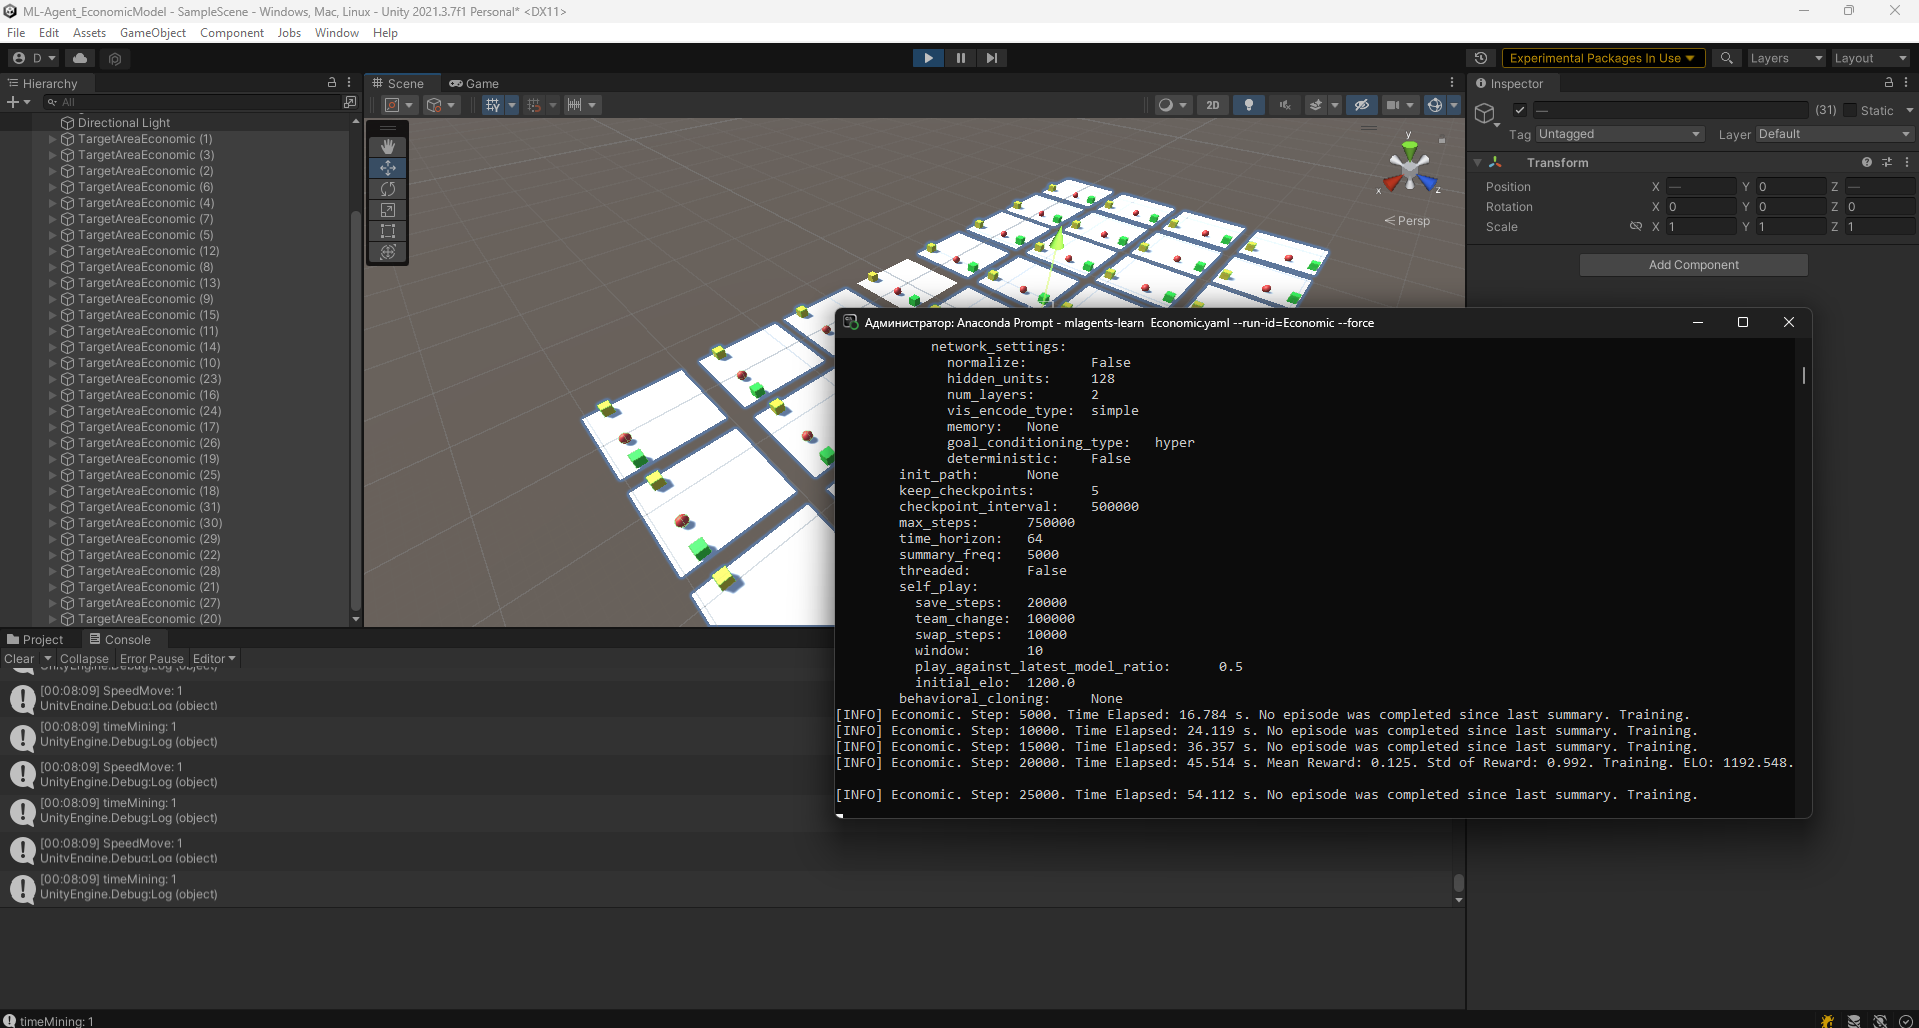 ML-Agent_EconomicModel - SampleScene - Windows, Mac, Linux - Unity 2021.3.7f1 Personal* <DX11>
File Edit Assets GameObject Component Jobs Window Help
D
Experimental Packages In Use
Layers
Layout
Hierarchy
All
Directional Light
TargetAreaEconomic (1)
TargetAreaEconomic (3)
TargetAreaEconomic (2)
TargetAreaEconomic (6)
TargetAreaEconomic (4)
TargetAreaEconomic (7)
TargetAreaEconomic (5)
TargetAreaEconomic (12)
TargetAreaEconomic (8)
TargetAreaEconomic (13)
TargetAreaEconomic (9)
TargetAreaEconomic (15)
TargetAreaEconomic (11)
TargetAreaEconomic (14)
TargetAreaEconomic (10)
TargetAreaEconomic (23)
TargetAreaEconomic (16)
TargetAreaEconomic (24)
TargetAreaEconomic (17)
TargetAreaEconomic (26)
TargetAreaEconomic (19)
TargetAreaEconomic (25)
TargetAreaEconomic (18)
TargetAreaEconomic (31)
TargetAreaEconomic (30)
TargetAreaEconomic (29)
TargetAreaEconomic (22)
TargetAreaEconomic (28)
TargetAreaEconomic (21)
TargetAreaEconomic (27)
TargetAreaEconomic (20)
Scene Game
2D
y
x z
< Persp
Inspector
— (31) Static
Tag Untagged Layer Default
Transform
Position X — Y 0 Z —
Rotation X 0 Y 0 Z 0
Scale X 1 Y 1 Z 1
Add Component
Администратор: Anaconda Prompt - mlagents-learn Economic.yaml --run-id=Economic --force
network_settings:
normalize: False
hidden_units: 128
num_layers: 2
vis_encode_type: simple
memory: None
goal_conditioning_type: hyper
deterministic: False
init_path: None
keep_checkpoints: 5
checkpoint_interval: 500000
max_steps: 750000
time_horizon: 64
summary_freq: 5000
threaded: False
self_play:
save_steps: 20000
team_change: 100000
swap_steps: 10000
window: 10
play_against_latest_model_ratio: 0.5
initial_elo: 1200.0
behavioral_cloning: None
[INFO] Economic. Step: 5000. Time Elapsed: 16.784 s. No episode was completed since last summary. Training.
[INFO] Economic. Step: 10000. Time Elapsed: 24.119 s. No episode was completed since last summary. Training.
[INFO] Economic. Step: 15000. Time Elapsed: 36.357 s. No episode was completed since last summary. Training.
[INFO] Economic. Step: 20000. Time Elapsed: 45.514 s. Mean Reward: 0.125. Std of Reward: 0.992. Training. ELO: 1192.548.
[INFO] Economic. Step: 25000. Time Elapsed: 54.112 s. No episode was completed since last summary. Training.
Project Console
Clear Collapse Error Pause Editor
UnityEngine.Debug:Log (object)
[00:08:09] SpeedMove: 1
UnityEngine.Debug:Log (object)
[00:08:09] timeMining: 1
UnityEngine.Debug:Log (object)
[00:08:09] SpeedMove: 1
UnityEngine.Debug:Log (object)
[00:08:09] timeMining: 1
UnityEngine.Debug:Log (object)
[00:08:09] SpeedMove: 1
UnityEngine.Debug:Log (object)
[00:08:09] timeMining: 1
UnityEngine.Debug:Log (object)
timeMining: 1